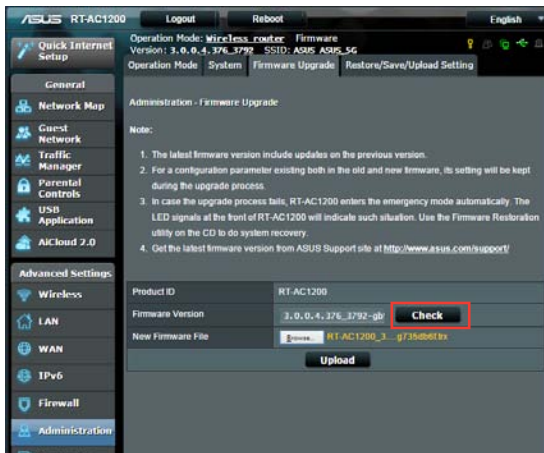 ASUS RT-AC1200 Logout Reboot English
Quick Internet Setup
General
Network Map
Guest Network
Traffic Manager
Parental Controls
USB Application
AiCloud 2.0
Advanced Settings
Wireless
LAN
WAN
IPv6
Firewall
Administration
Operation Mode: Wireless router Firmware
Version: 3.0.0.4.376_3792 SSID: ASUS ASUS_5G
Operation Mode System Firmware Upgrade Restore/Save/Upload Setting
Administration - Firmware Upgrade
Note:
1. The latest firmware version include updates on the previous version.
2. For a configuration parameter existing both in the old and new firmware, its setting will be kept
during the upgrade process.
3. In case the upgrade process fails, RT-AC1200 enters the emergency mode automatically. The
LED signals at the front of RT-AC1200 will indicate such situation. Use the Firmware Restoration
utility on the CD to do system recovery.
4. Get the latest firmware version from ASUS Support site at http://www.asus.com/support/
Product ID RT-AC1200
Firmware Version 3.0.0.4.376_3792-gb Check
New Firmware File Browse... RT-AC1200_3....
Upload